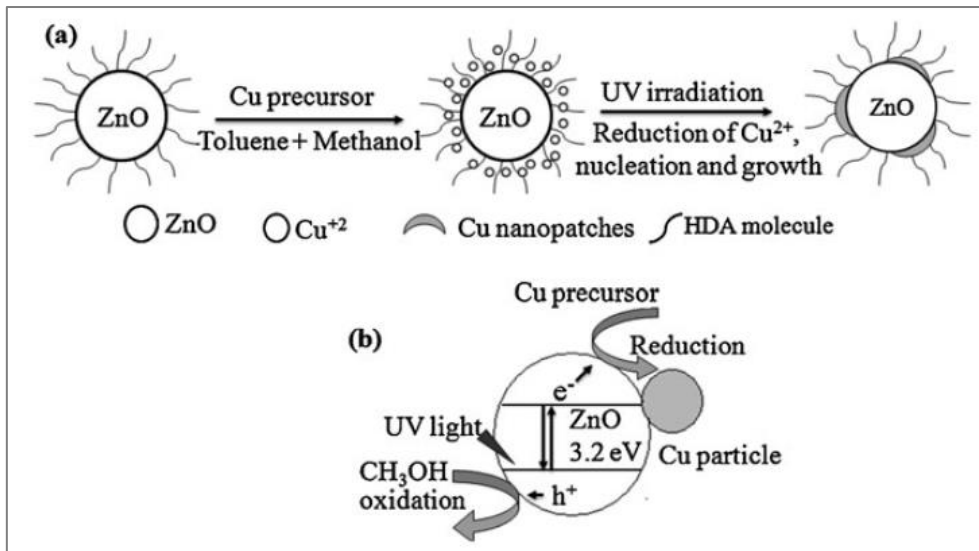 (a)
ZnO
Cu precursor
Toluene + Methanol
ZnO
UV irradiation
Reduction of Cu²⁺,
nucleation and growth
ZnO
ZnO
Cu⁺²
Cu nanopatches
HDA molecule
(b)
Cu precursor
Reduction
e⁻
ZnO
3.2 eV
UV light
Cu particle
CH₃OH
oxidation
h⁺